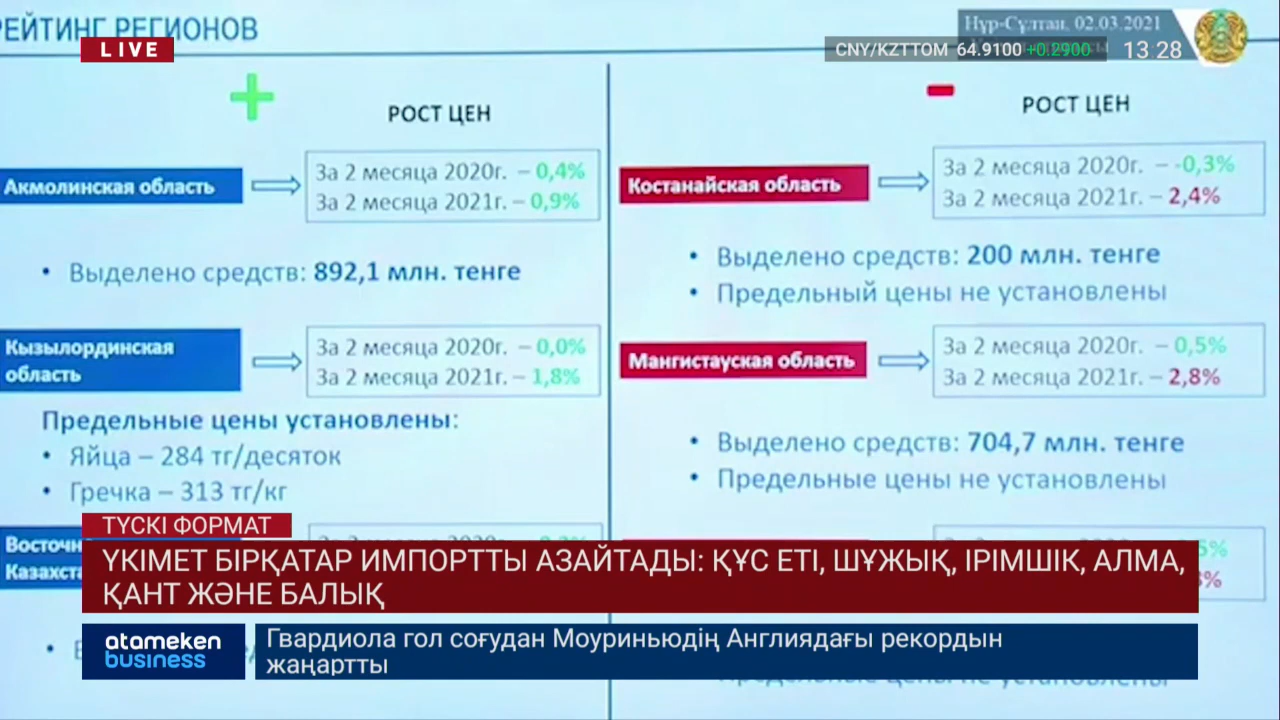 РЕЙТИНГ РЕГИОНОВ
Нұр-Сұлтан, 02.03.2021
LIVE
CNY/KZTTOM 64.9100 +0.2900
13:28
РОСТ ЦЕН
Акмолинская область
За 2 месяца 2020г. – 0,4%
За 2 месяца 2021г. – 0,9%
• Выделено средств: 892,1 млн. тенге
Кызылординская
область
За 2 месяца 2020г. – 0,0%
За 2 месяца 2021г. – 1,8%
Предельные цены установлены:
• Яйца – 284 тг/десяток
• Гречка – 313 тг/кг
РОСТ ЦЕН
Костанайская область
За 2 месяца 2020г. – -0,3%
За 2 месяца 2021г. – 2,4%
• Выделено средств: 200 млн. тенге
• Предельный цены не установлены
Мангистауская область
За 2 месяца 2020г. – 0,5%
За 2 месяца 2021г. – 2,8%
• Выделено средств: 704,7 млн. тенге
• Предельные цены не установлены
ТҮСКІ ФОРМАТ
ҮКІМЕТ БІРҚАТАР ИМПОРТТЫ АЗАЙТАДЫ: ҚҰС ЕТІ, ШҰЖЫҚ, ІРІМШІК, АЛМА,
ҚАНТ ЖӘНЕ БАЛЫҚ
atameken
business
Гвардиола гол соғудан Моуриньюдің Англиядағы рекордын
жаңартты